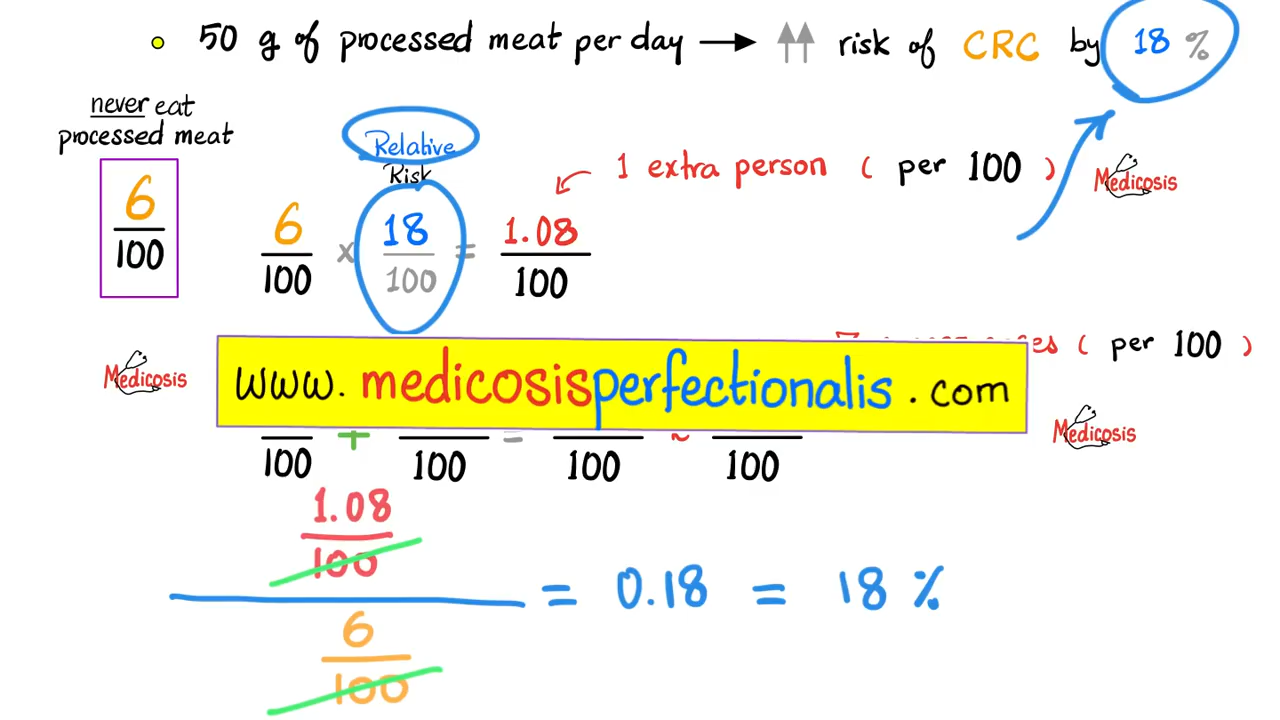 50 g of processed meat per day → ↑↑ risk of CRC by 18 %
never eat
processed meat
6
100
Relative
Risk
6/100 x 18/100 = 1.08/100
1 extra person ( per 100 )
Medicosis
( per 100 )
www.medicosisperfectionalis.com
Medicosis
Medicosis
100 + 100 = 100 ~ 100
1.08
100
6
100
= 0.18 = 18 %